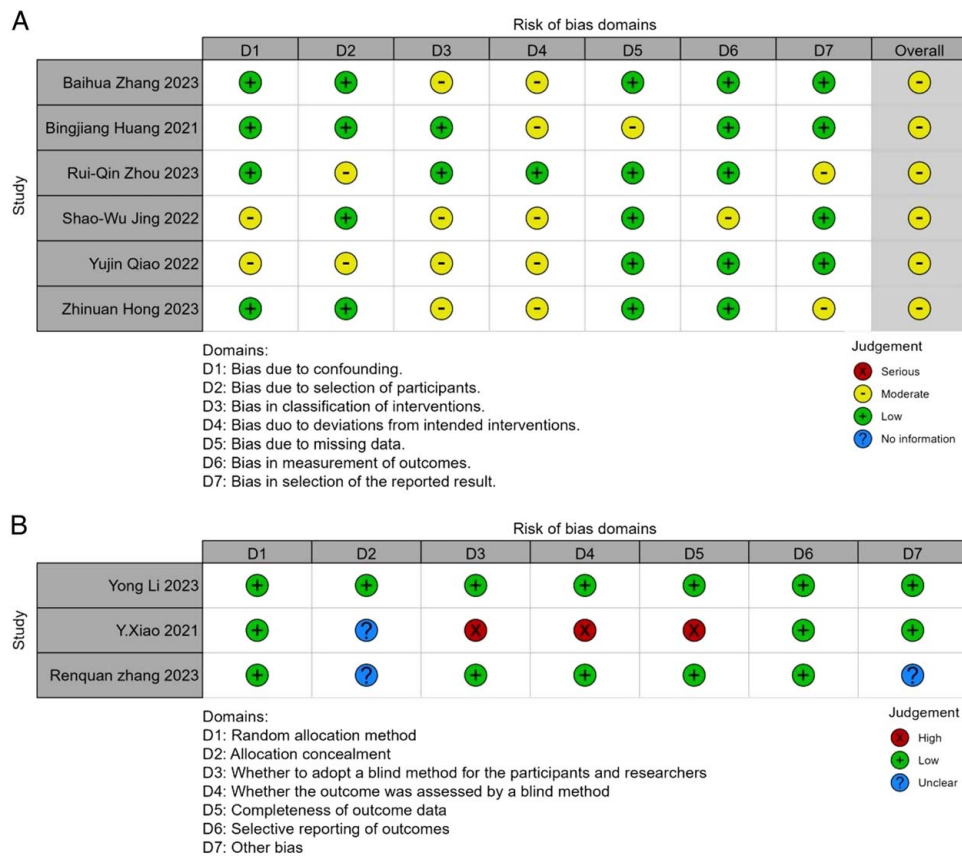 A
Risk of bias domains
D1 D2 D3 D4 D5 D6 D7 Overall
Study
Baihua Zhang 2023 + + - - + + + -
Bingjiang Huang 2021 + + + - - + + -
Rui-Qin Zhou 2023 + - + + + + - -
Shao-Wu Jing 2022 - + - - + - + -
Yujin Qiao 2022 - - - - + + + -
Zhinuan Hong 2023 + + - - + + - -
Domains:
D1: Bias due to confounding.
D2: Bias due to selection of participants.
D3: Bias in classification of interventions.
D4: Bias duo to deviations from intended interventions.
D5: Bias due to missing data.
D6: Bias in measurement of outcomes.
D7: Bias in selection of the reported result.
Judgement
X Serious
- Moderate
+ Low
? No information
B
Risk of bias domains
D1 D2 D3 D4 D5 D6 D7
Study
Yong Li 2023 + + + + + + +
Y.Xiao 2021 + ? X X X + +
Renquan zhang 2023 + ? + + + + ?
Domains:
D1: Random allocation method
D2: Allocation concealment
D3: Whether to adopt a blind method for the participants and researchers
D4: Whether the outcome was assessed by a blind method
D5: Completeness of outcome data
D6: Selective reporting of outcomes
D7: Other bias
Judgement
X High
+ Low
? Unclear